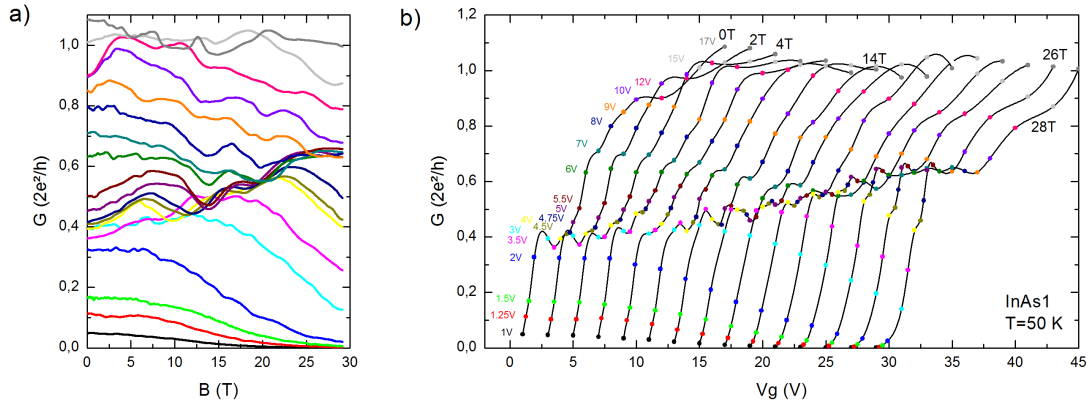 a)
G (2e²/h)
1,0
0,8
0,6
0,4
0,2
0,0
0 5 10 15 20 25 30
B (T)
b)
G (2e²/h)
1,2
1,0
0,8
0,6
0,4
0,2
0,0
0 5 10 15 20 25 30 35 40 45
Vg (V)
17V
15V
12V
10V
9V
8V
7V
6V
5.5V
5V
4V
4.75V
3V
4.5V
3.5V
2V
1.5V
1.25V
1V
0T
2T
4T
14T
26T
28T
InAs1
T=50 K